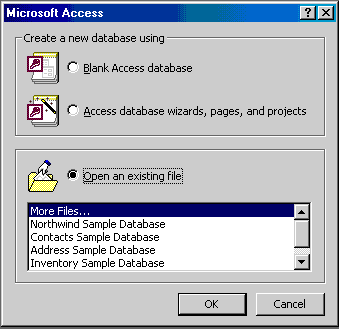 Microsoft Access
Create a new database using
Blank Access database
Access database wizards, pages, and projects
Open an existing file
More Files...
Northwind Sample Database
Contacts Sample Database
Address Sample Database
Inventory Sample Database
OK Cancel